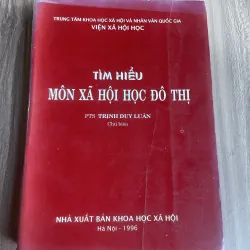 TRUNG TÂM KHOA HỌC XÃ HỘI VÀ NHÂN VĂN QUỐC GIA
VIỆN XÃ HỘI HỌC
TÌM HIỂU
MÔN XÃ HỘI HỌC ĐÔ THỊ
PTS TRỊNH DUY LUÂN
Chủ biên
NHÀ XUẤT BẢN KHOA HỌC XÃ HỘI
Hà Nội - 1996